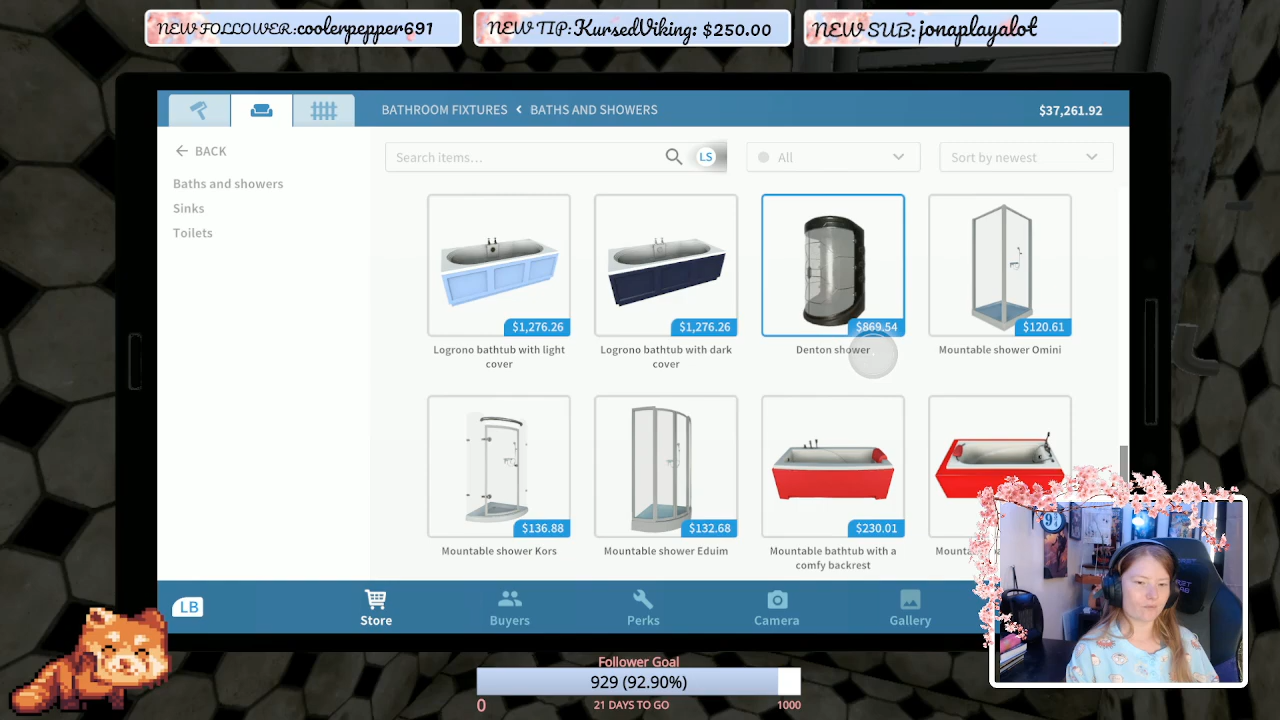 NEW FOLLOWER: coolerpepper691
NEW TIP: KursedViking: $250.00
NEW SUB: jonaplayalot
BATHROOM FIXTURES < BATHS AND SHOWERS
$37,261.92
BACK
Search items...
LS
All
Sort by newest
Baths and showers
Sinks
Toilets
$1,276.26
$1,276.26
$869.54
$120.61
Logrono bathtub with light
cover
Logrono bathtub with dark
cover
Denton shower
Mountable shower Omini
$136.88
$132.68
$230.01
Mountable shower Kors
Mountable shower Eduim
Mountable bathtub with a
comfy backrest
LB
Store
Buyers
Perks
Camera
Gallery
Follower Goal
929 (92.90%)
0
21 DAYS TO GO
1000